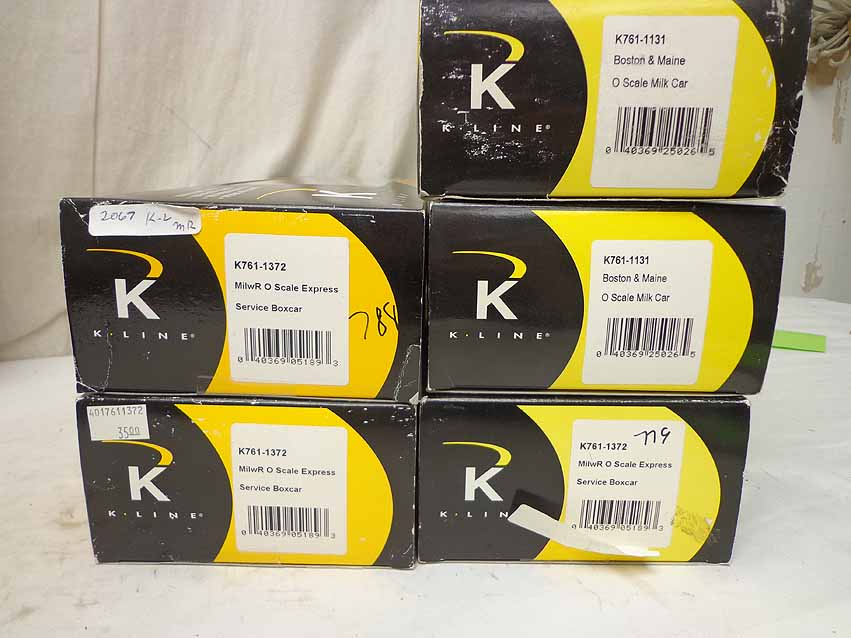 K
K·LINE®
K761-1131
Boston & Maine
O Scale Milk Car
0 40369 25026 5
2067 K-L
MR
K
K·LINE®
K761-1372
MilwR O Scale Express
Service Boxcar
0 40369 05189 3
784
K
K·LINE®
K761-1131
Boston & Maine
O Scale Milk Car
0 40369 25026 5
4017611372
35.00
K
K·LINE®
K761-1372
MilwR O Scale Express
Service Boxcar
0 40369 05189 3
K
K·LIN
K761-1372
779
MilwR O Scale Express
Service Boxcar
0 40369 05189 3